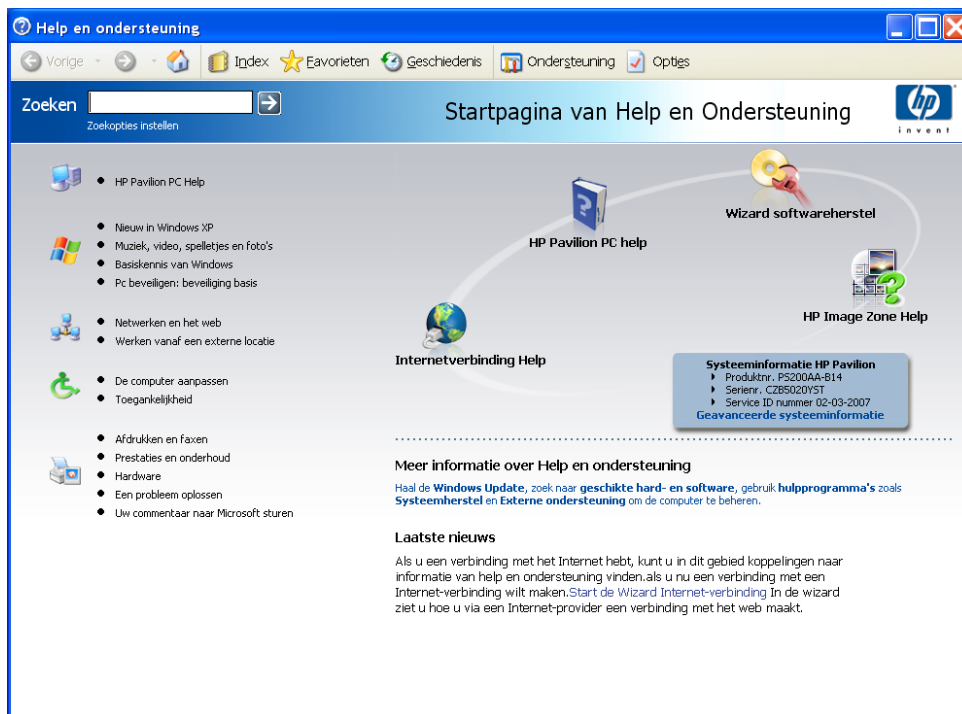 Help en ondersteuning
Vorige
Index
Favorieten
Geschiedenis
Ondersteuning
Opties
Zoeken
Zoekopties instellen
Startpagina van Help en Ondersteuning
hp
invent
HP Pavilion PC Help
Nieuw in Windows XP
Muziek, video, spelletjes en foto's
Basiskennis van Windows
Pc beveiligen: beveiliging basis
Netwerken en het web
Werken vanaf een externe locatie
De computer aanpassen
Toegankelijkheid
Afdrukken en faxen
Prestaties en onderhoud
Hardware
Een probleem oplossen
Uw commentaar naar Microsoft sturen
Wizard softwareherstel
HP Pavilion PC help
HP Image Zone Help
Internetverbinding Help
Systeeminformatie HP Pavilion
Produktnr. PS200AA-B14
Serienr. CZB5020YST
Service ID nummer 02-03-2007
Geavanceerde systeeminformatie
Meer informatie over Help en ondersteuning
Haal de Windows Update, zoek naar geschikte hard- en software, gebruik hulpprogramma's zoals
Systeemherstel en Externe ondersteuning om de computer te beheren.
Laatste nieuws
Als u een verbinding met het Internet hebt, kunt u in dit gebied koppelingen naar
informatie van help en ondersteuning vinden.als u nu een verbinding met een
Internet-verbinding wilt maken.Start de Wizard Internet-verbinding In de wizard
ziet u hoe u via een Internet-provider een verbinding met het web maakt.